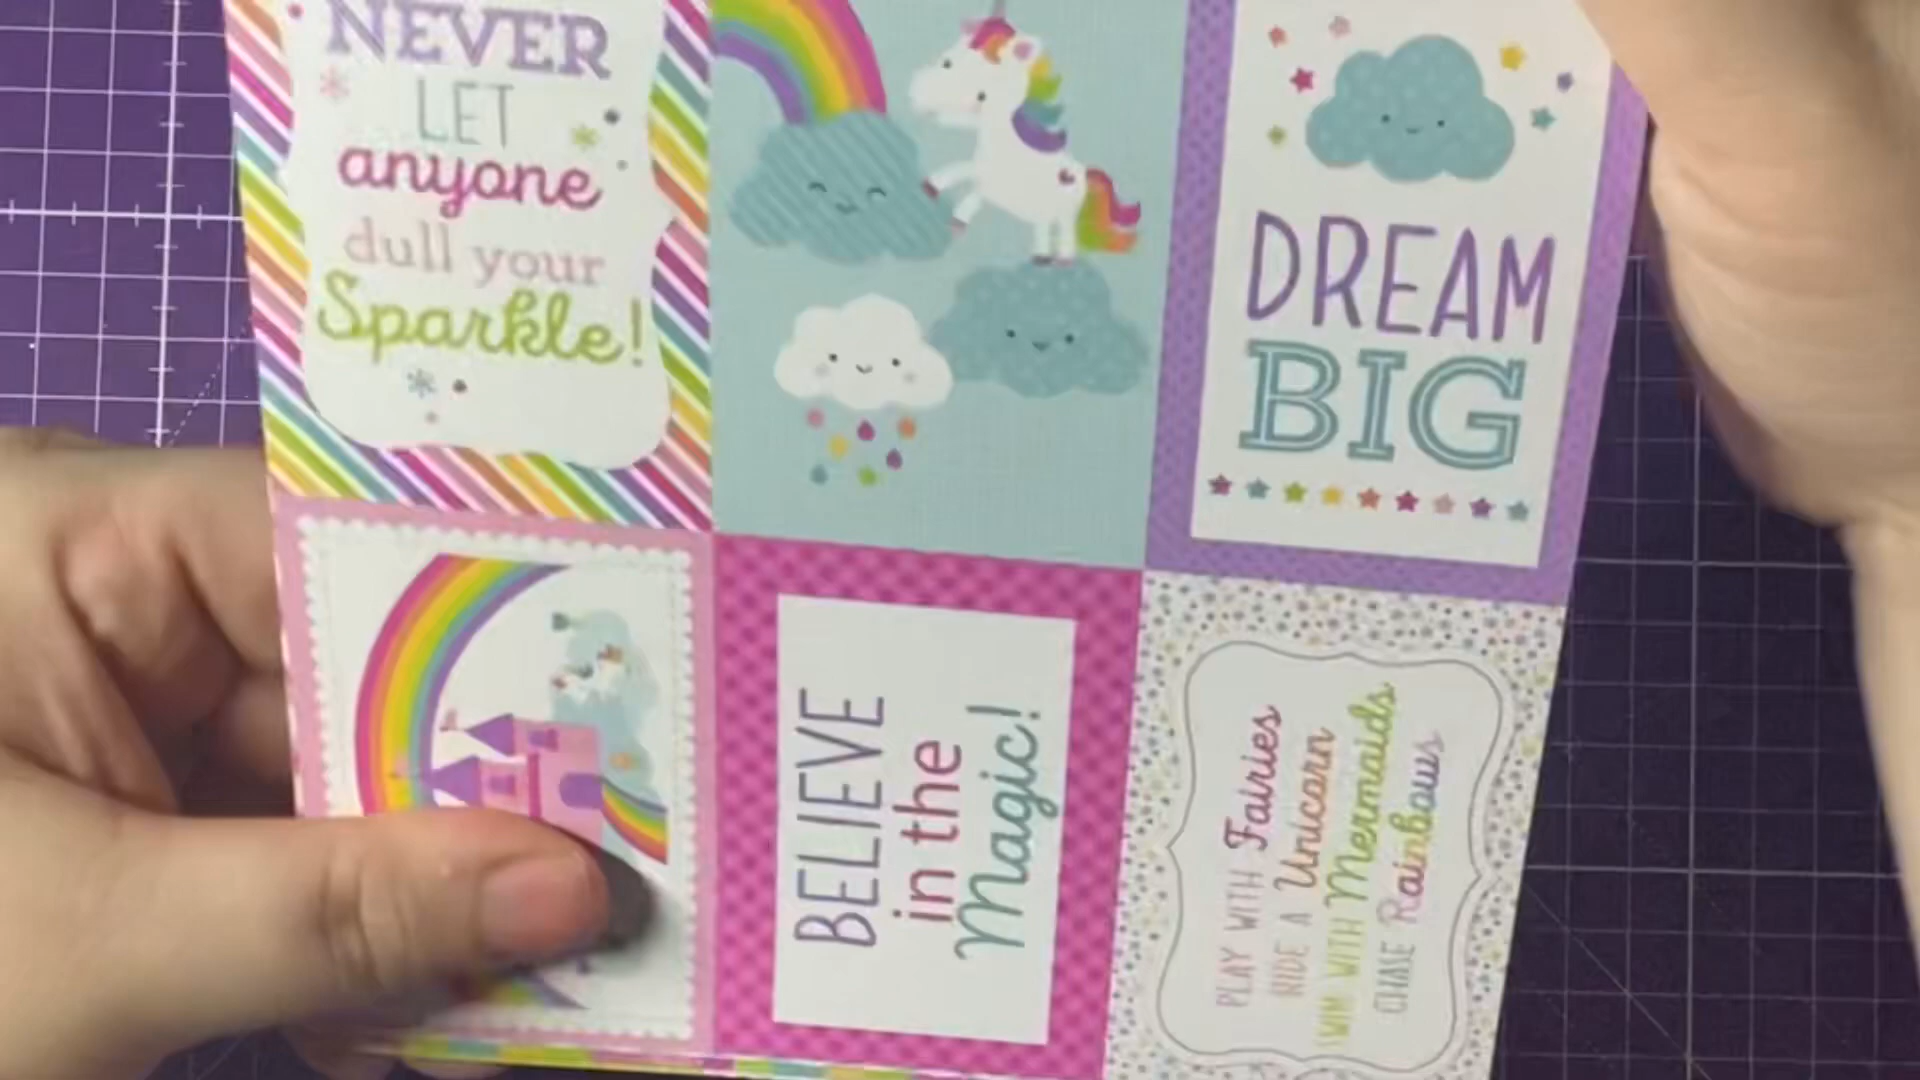 NEVER
LET
anyone
dull your
Sparkle!
DREAM
BIG
BELIEVE
in the
Magic!
PLAY WITH Fairies
RIDE A Unicorn
SWIM WITH Mermaids
CHASE Rainbows